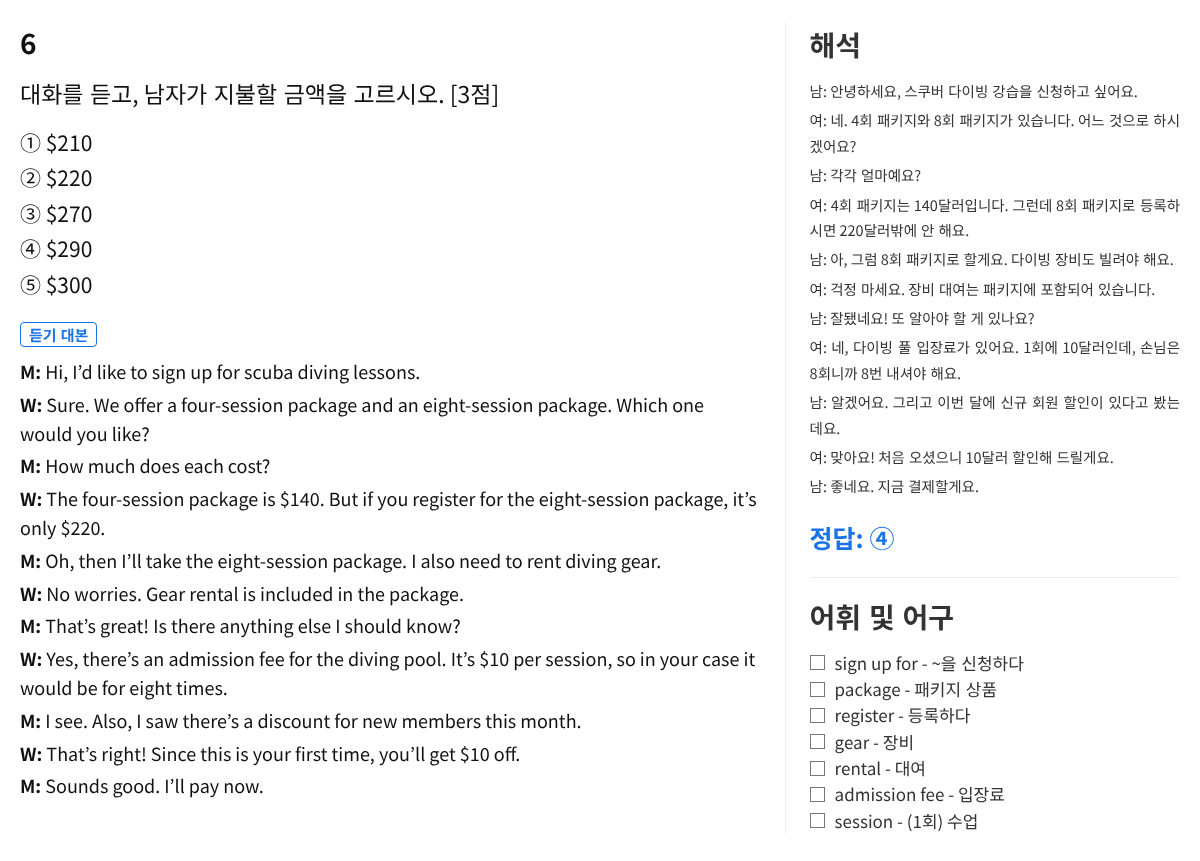 6
대화를 듣고, 남자가 지불할 금액을 고르시오. [3점]
① $210
② $220
③ $270
④ $290
⑤ $300
듣기 대본
M: Hi, I’d like to sign up for scuba diving lessons.
W: Sure. We offer a four-session package and an eight-session package. Which one
would you like?
M: How much does each cost?
W: The four-session package is $140. But if you register for the eight-session package, it’s
only $220.
M: Oh, then I’ll take the eight-session package. I also need to rent diving gear.
W: No worries. Gear rental is included in the package.
M: That’s great! Is there anything else I should know?
W: Yes, there’s an admission fee for the diving pool. It’s $10 per session, so in your case it
would be for eight times.
M: I see. Also, I saw there’s a discount for new members this month.
W: That’s right! Since this is your first time, you’ll get $10 off.
M: Sounds good. I’ll pay now.
해석
남: 안녕하세요, 스쿠버 다이빙 강습을 신청하고 싶어요.
여: 네. 4회 패키지와 8회 패키지가 있습니다. 어느 것으로 하시
겠어요?
남: 각각 얼마예요?
여: 4회 패키지는 140달러입니다. 그런데 8회 패키지로 등록하
시면 220달러밖에 안 해요.
남: 아, 그럼 8회 패키지로 할게요. 다이빙 장비도 빌려야 해요.
여: 걱정 마세요. 장비 대여는 패키지에 포함되어 있습니다.
남: 잘됐네요! 또 알아야 할 게 있나요?
여: 네, 다이빙 풀 입장료가 있어요. 1회에 10달러인데, 손님은
8회니까 8번 내셔야 해요.
남: 알겠어요. 그리고 이번 달에 신규 회원 할인이 있다고 봤는
데요.
여: 맞아요! 처음 오셨으니 10달러 할인해 드릴게요.
남: 좋네요. 지금 결제할게요.
정답: ④
어휘 및 어구
□ sign up for - ~을 신청하다
□ package - 패키지 상품
□ register - 등록하다
□ gear - 장비
□ rental - 대여
□ admission fee - 입장료
□ session - (1회) 수업